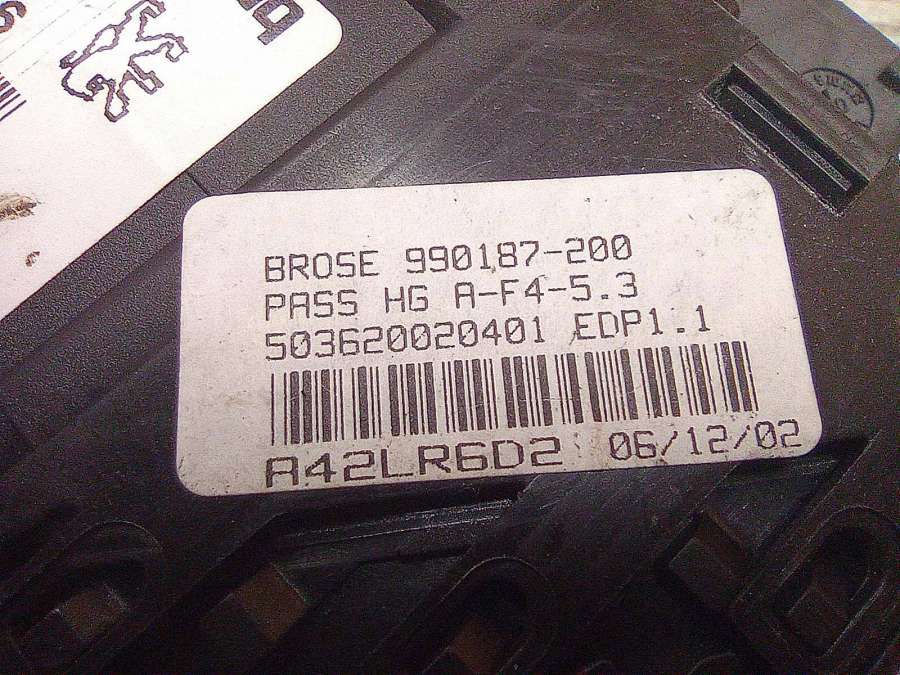 BROSE 990187-200
PASS HG A-F4-5.3
503620020401 EDP1.1
A42LR6D2 06/12/02